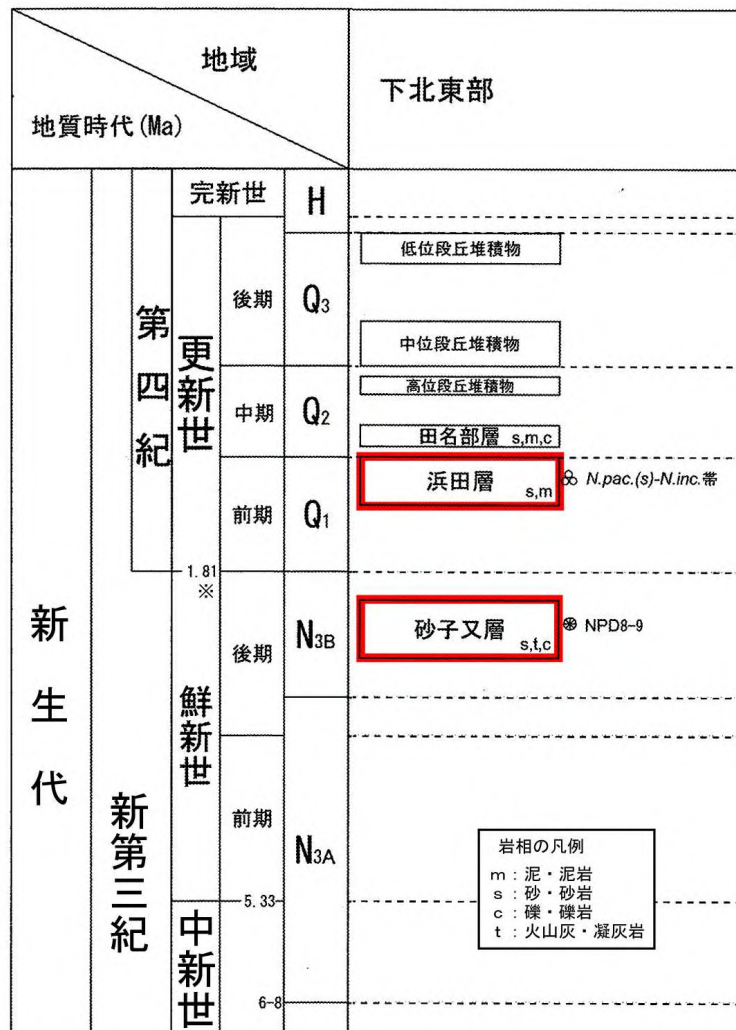 地域
地質時代(Ma)
下北東部
新生代
第四紀
新第三紀
完新世
更新世
鮮新世
中新世
後期
中期
前期
後期
前期
H
Q3
Q2
Q1
N3B
N3A
1.81
※
5.33
6-8
低位段丘堆積物
中位段丘堆積物
高位段丘堆積物
田名部層 s,m,c
浜田層 s,m
N.pac.(s)-N.inc.帯
砂子又層 s,t,c
NPD8-9
岩相の凡例
m：泥・泥岩
s：砂・砂岩
c：礫・礫岩
t：火山灰・凝灰岩